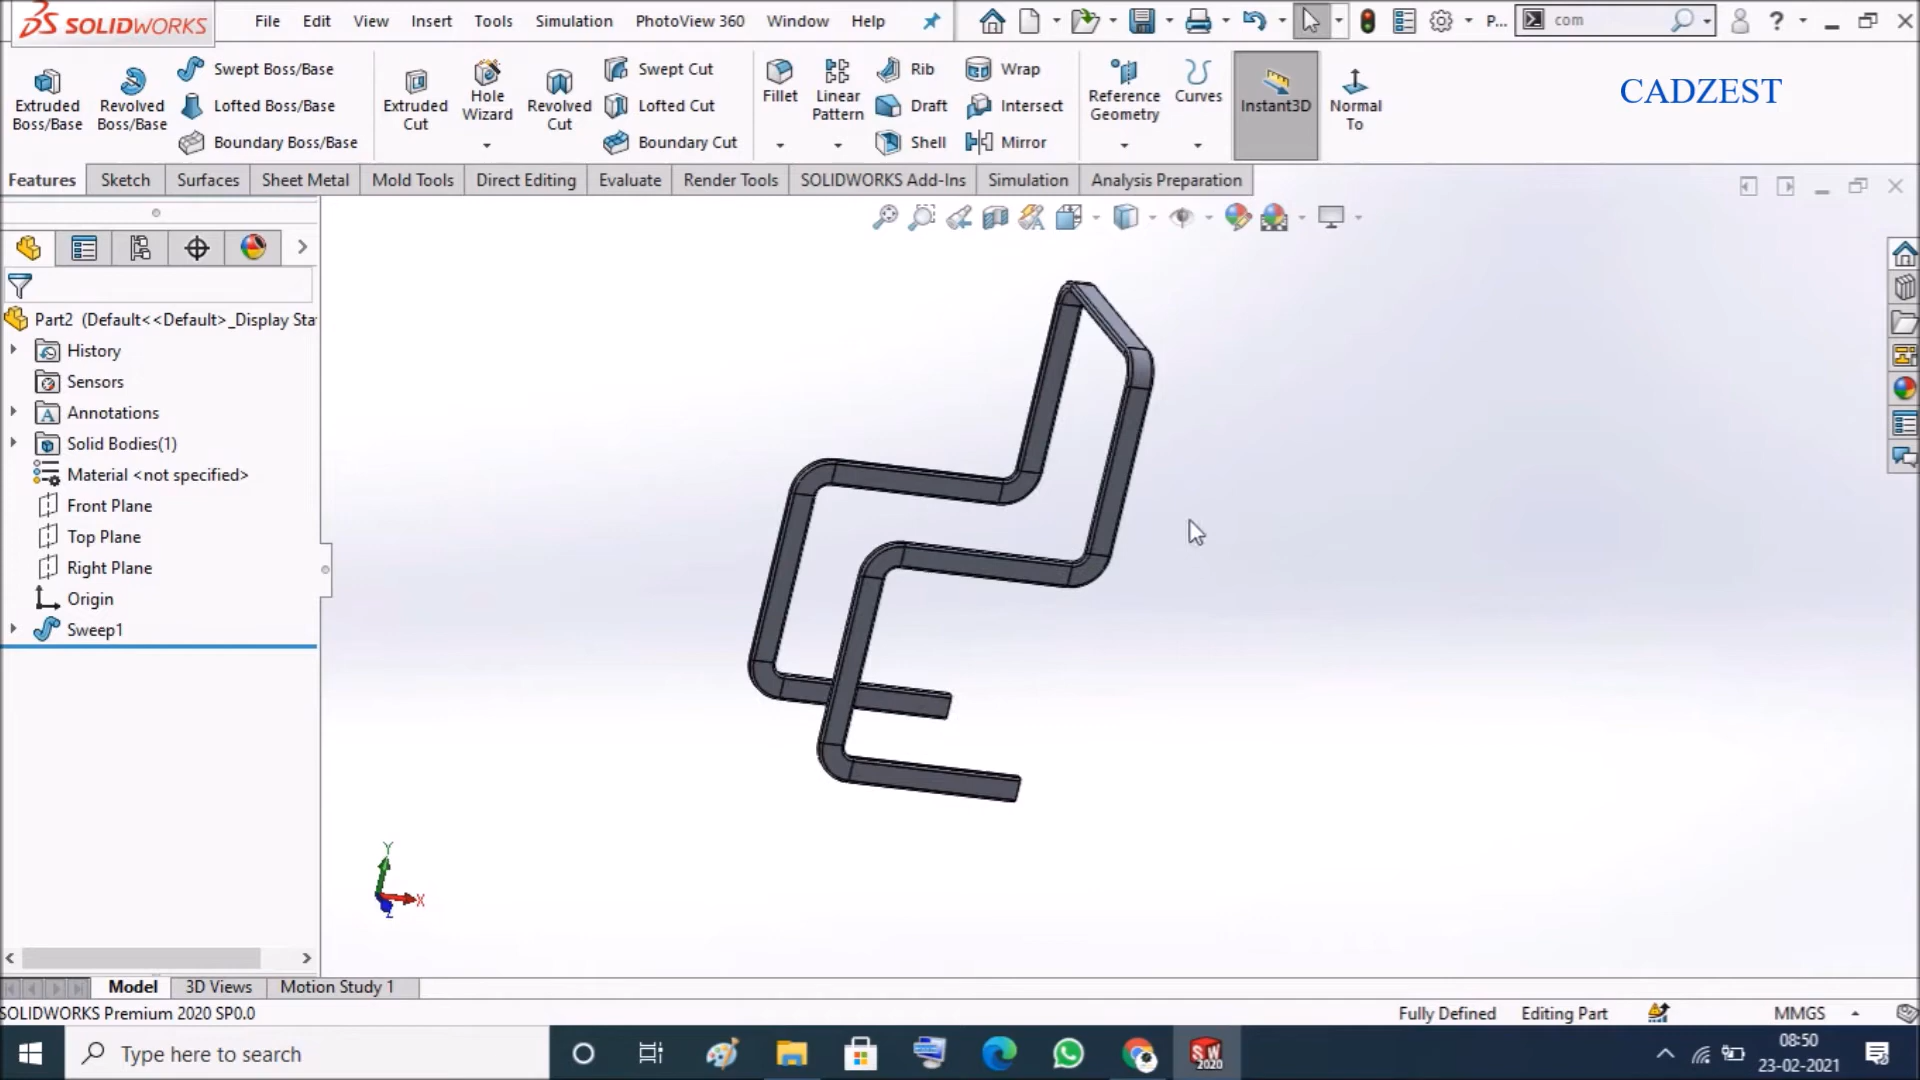 SOLIDWORKS File Edit View Insert Tools Simulation PhotoView 360 Window Help P... com ?
Extruded Boss/Base
Revolved Boss/Base
Swept Boss/Base
Lofted Boss/Base
Boundary Boss/Base
Extruded Cut
Hole Wizard
Revolved Cut
Swept Cut
Lofted Cut
Boundary Cut
Fillet
Linear Pattern
Rib
Draft
Shell
Wrap
Intersect
Mirror
Reference Geometry
Curves
Instant3D
Normal To
CADZEST
Features Sketch Surfaces Sheet Metal Mold Tools Direct Editing Evaluate Render Tools SOLIDWORKS Add-Ins Simulation Analysis Preparation
Part2 (Default<<Default>_Display Sta
History
Sensors
Annotations
Solid Bodies(1)
Material <not specified>
Front Plane
Top Plane
Right Plane
Origin
Sweep1
Y
X
Z
Model 3D Views Motion Study 1
SOLIDWORKS Premium 2020 SP0.0 Fully Defined Editing Part MMGS
Type here to search
SW 2020
08:50
23-02-2021